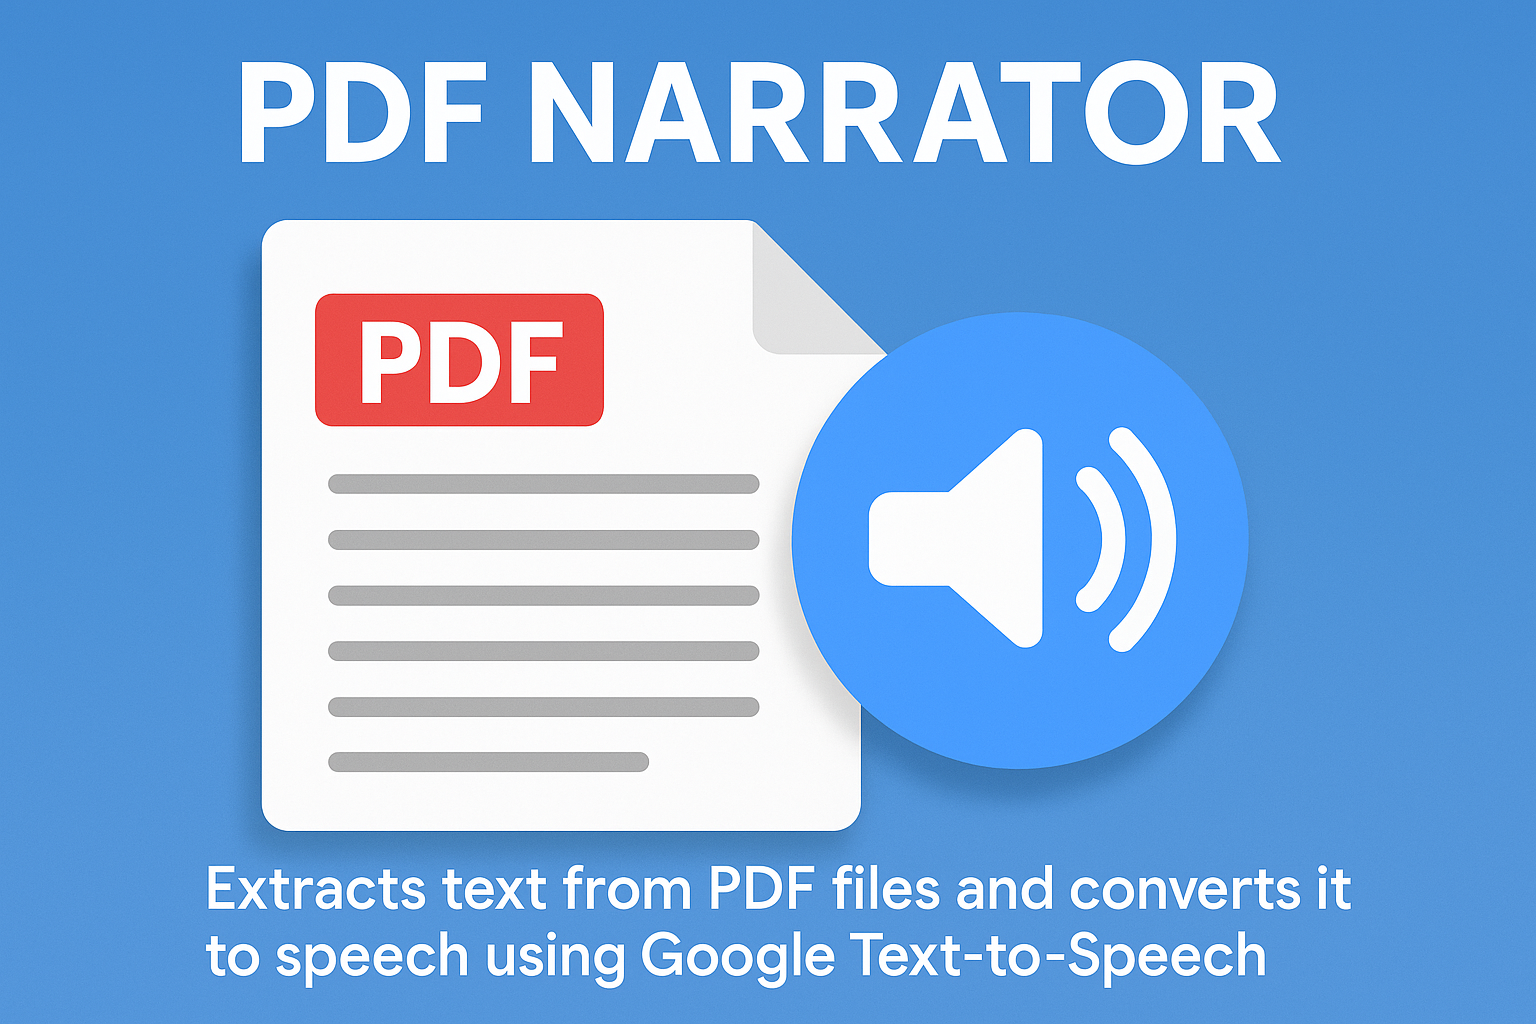 PDF NARRATOR
PDF
Extracts text from PDF files and converts it
to speech using Google Text-to-Speech